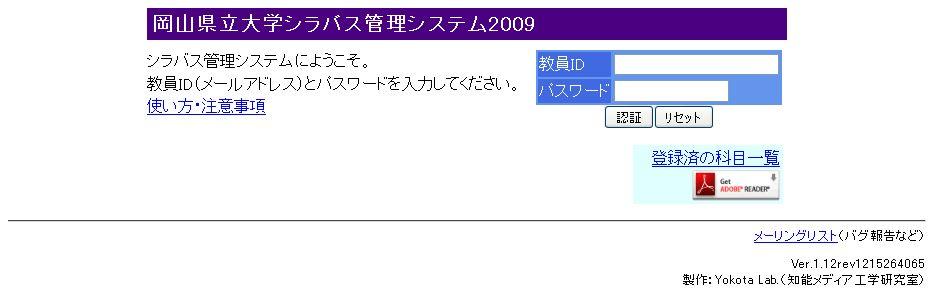 岡山県立大学シラバス管理システム2009
シラバス管理システムにようこそ。
教員ID(メールアドレス)とパスワードを入力してください。
使い方・注意事項
教員ID
パスワード
認証 リセット
登録済の科目一覧
Get
ADOBE® READER®
メーリングリスト(バグ報告など)
Ver.1.12rev1215264065
製作: Yokota Lab.(知能メディア工学研究室)